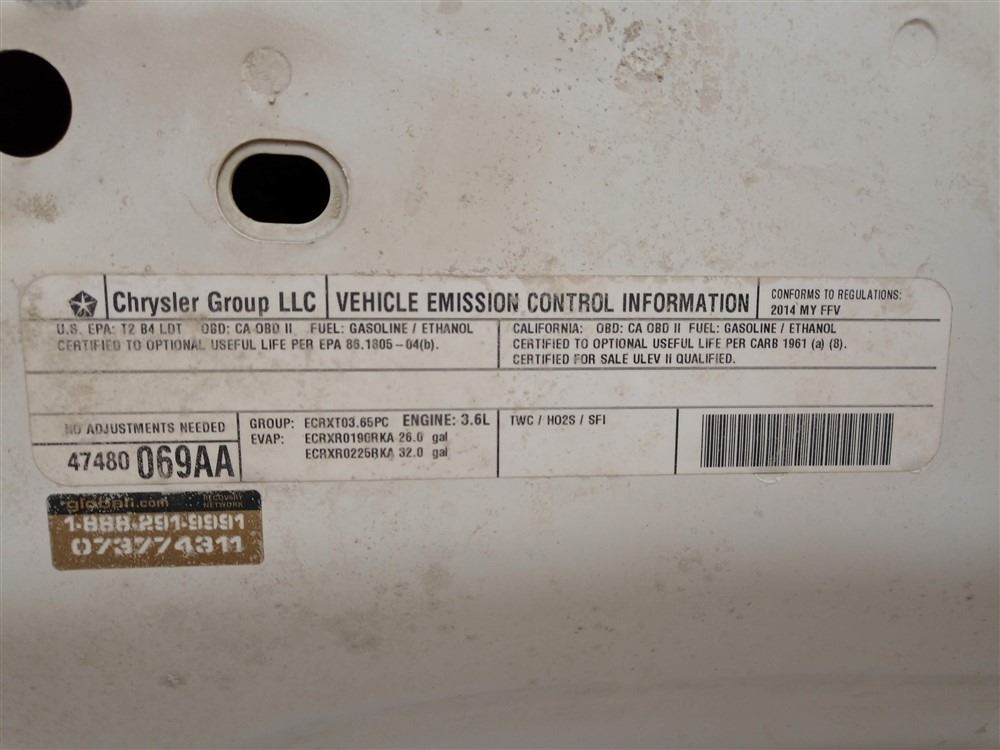 Chrysler Group LLC
VEHICLE EMISSION CONTROL INFORMATION
CONFORMS TO REGULATIONS:
2014 MY FFV
U.S. EPA: T2 B4 LDT OBD: CA OBD II FUEL: GASOLINE / ETHANOL
CERTIFIED TO OPTIONAL USEFUL LIFE PER EPA 86.1805-04(b).
CALIFORNIA: OBD: CA OBD II FUEL: GASOLINE / ETHANOL
CERTIFIED TO OPTIONAL USEFUL LIFE PER CARB 1961 (a) (8).
CERTIFIED FOR SALE ULEV II QUALIFIED.
NO ADJUSTMENTS NEEDED
47480 069AA
GROUP: ECRXT03.65PC ENGINE: 3.6L
EVAP: ECRXR0190RKA 26.0 gal
ECRXR0225RKA 32.0 gal
TWC / HO2S / SFI
RECOVERY
NETWORK
1-888-291-9991
073774311